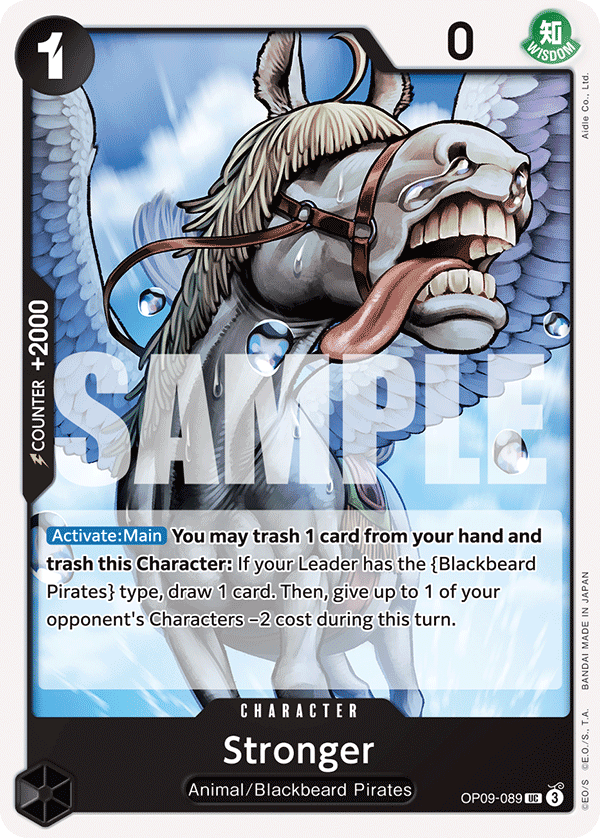 1
0
知
WISDOM
Aidle Co., Ltd.
COUNTER +2000
SAMPLE
Activate:Main You may trash 1 card from your hand and
trash this Character: If your Leader has the {Blackbeard
Pirates} type, draw 1 card. Then, give up to 1 of your
opponent's Characters −2 cost during this turn.
CHARACTER
Stronger
Animal/Blackbeard Pirates
OP09-089 UC 3
©EO/S ©E.O./S., T.A. BANDAI MADE IN JAPAN